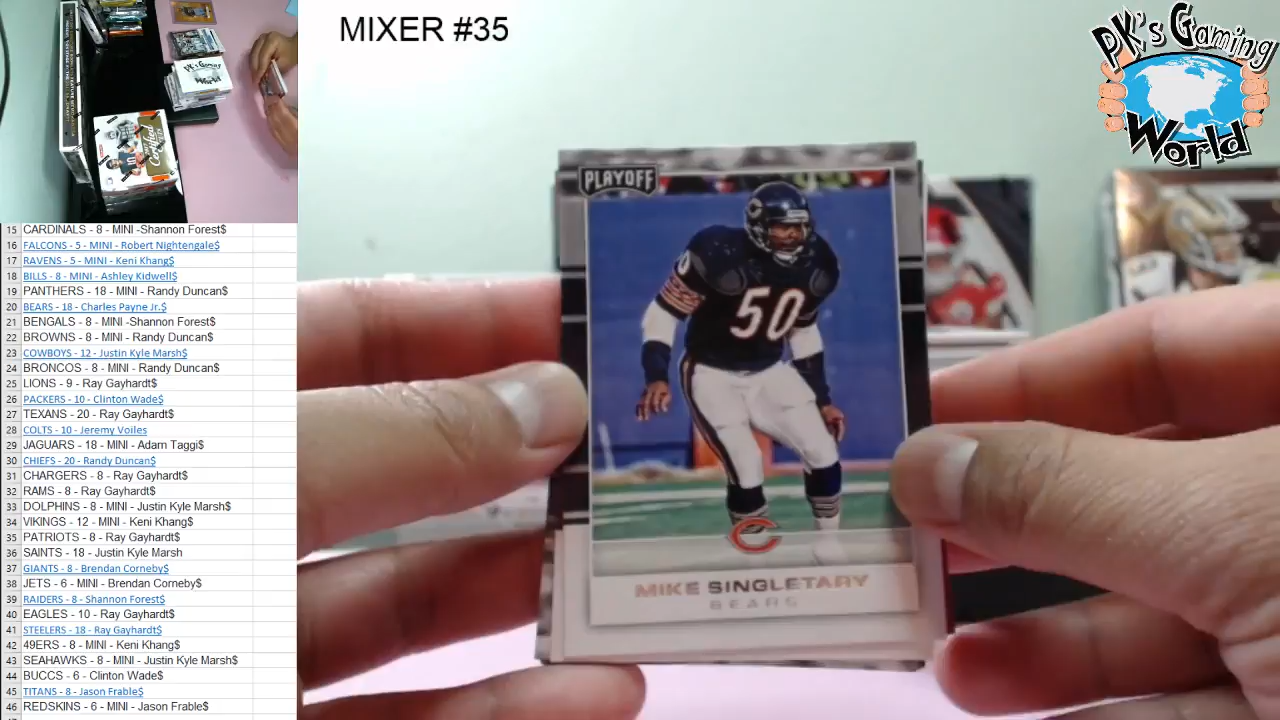 MIXER #35
PK's Gaming
World
15 CARDINALS - 8 - MINI -Shannon Forest$
16 FALCONS - 5 - MINI - Robert Nightengale$
17 RAVENS - 5 - MINI - Keni Khang$
18 BILLS - 8 - MINI - Ashley Kidwell$
19 PANTHERS - 18 - MINI - Randy Duncan$
20 BEARS - 18 - Charles Payne Jr.$
21 BENGALS - 8 - MINI -Shannon Forest$
22 BROWNS - 8 - MINI - Randy Duncan$
23 COWBOYS - 12 - Justin Kyle Marsh$
24 BRONCOS - 8 - MINI - Randy Duncan$
25 LIONS - 9 - Ray Gayhardt$
26 PACKERS - 10 - Clinton Wade$
27 TEXANS - 20 - Ray Gayhardt$
28 COLTS - 10 - Jeremy Voiles
29 JAGUARS - 18 - MINI - Adam Taggi$
30 CHIEFS - 20 - Randy Duncan$
31 CHARGERS - 8 - Ray Gayhardt$
32 RAMS - 8 - Ray Gayhardt$
33 DOLPHINS - 8 - MINI - Justin Kyle Marsh$
34 VIKINGS - 12 - MINI - Keni Khang$
35 PATRIOTS - 8 - Ray Gayhardt$
36 SAINTS - 18 - MINI - Justin Kyle Marsh
37 GIANTS - 8 - Brendan Corneby$
38 JETS - 6 - MINI - Brendan Corneby$
39 RAIDERS - 8 - Shannon Forest$
40 EAGLES - 10 - Ray Gayhardt$
41 STEELERS - 18 - Ray Gayhardt$
42 49ERS - 8 - MINI - Keni Khang$
43 SEAHAWKS - 8 - MINI - Justin Kyle Marsh$
44 BUCCS - 6 - Clinton Wade$
45 TITANS - 8 - Jason Frable$
46 REDSKINS - 6 - MINI - Jason Frable$
PLAYOFF
50
MIKE SINGLETARY
BEARS